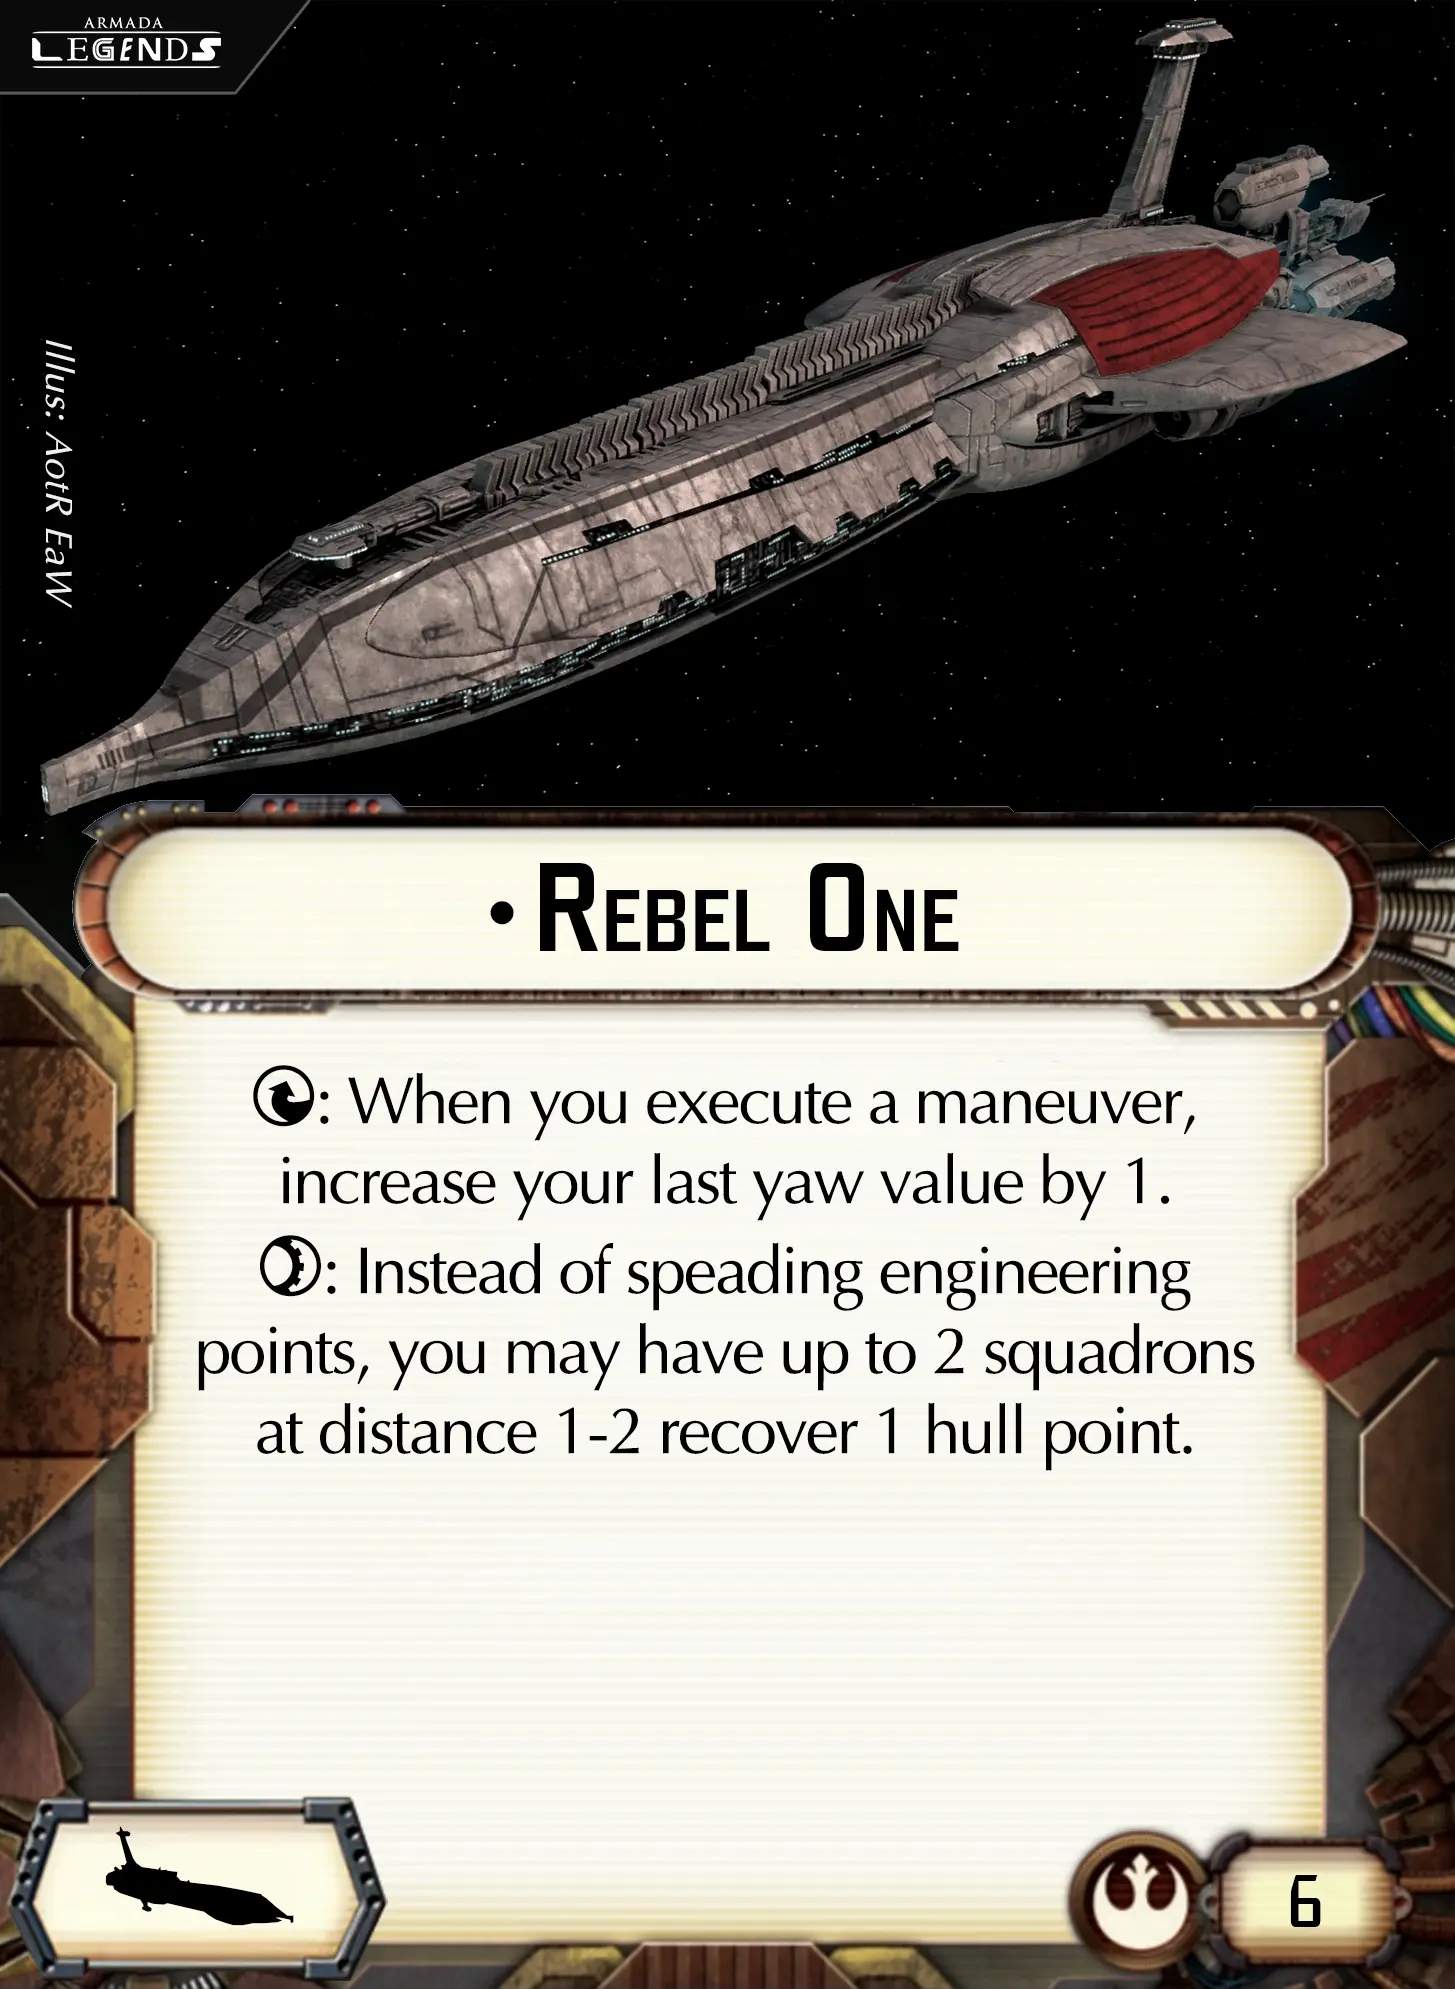 ARMADA
LEGENDS
Illus: AotR EaW
• REBEL ONE
: When you execute a maneuver,
increase your last yaw value by 1.
: Instead of speading engineering
points, you may have up to 2 squadrons
at distance 1-2 recover 1 hull point.
6